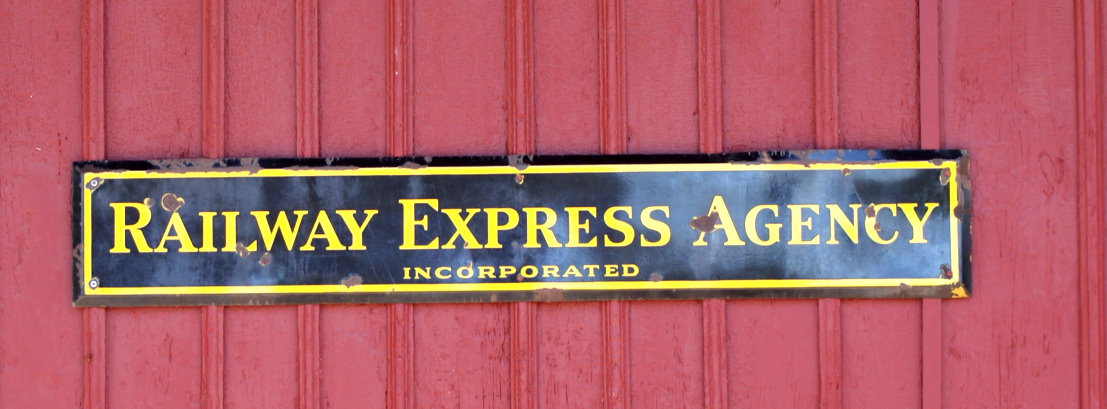 RAILWAY EXPRESS AGENCY
INCORPORATED